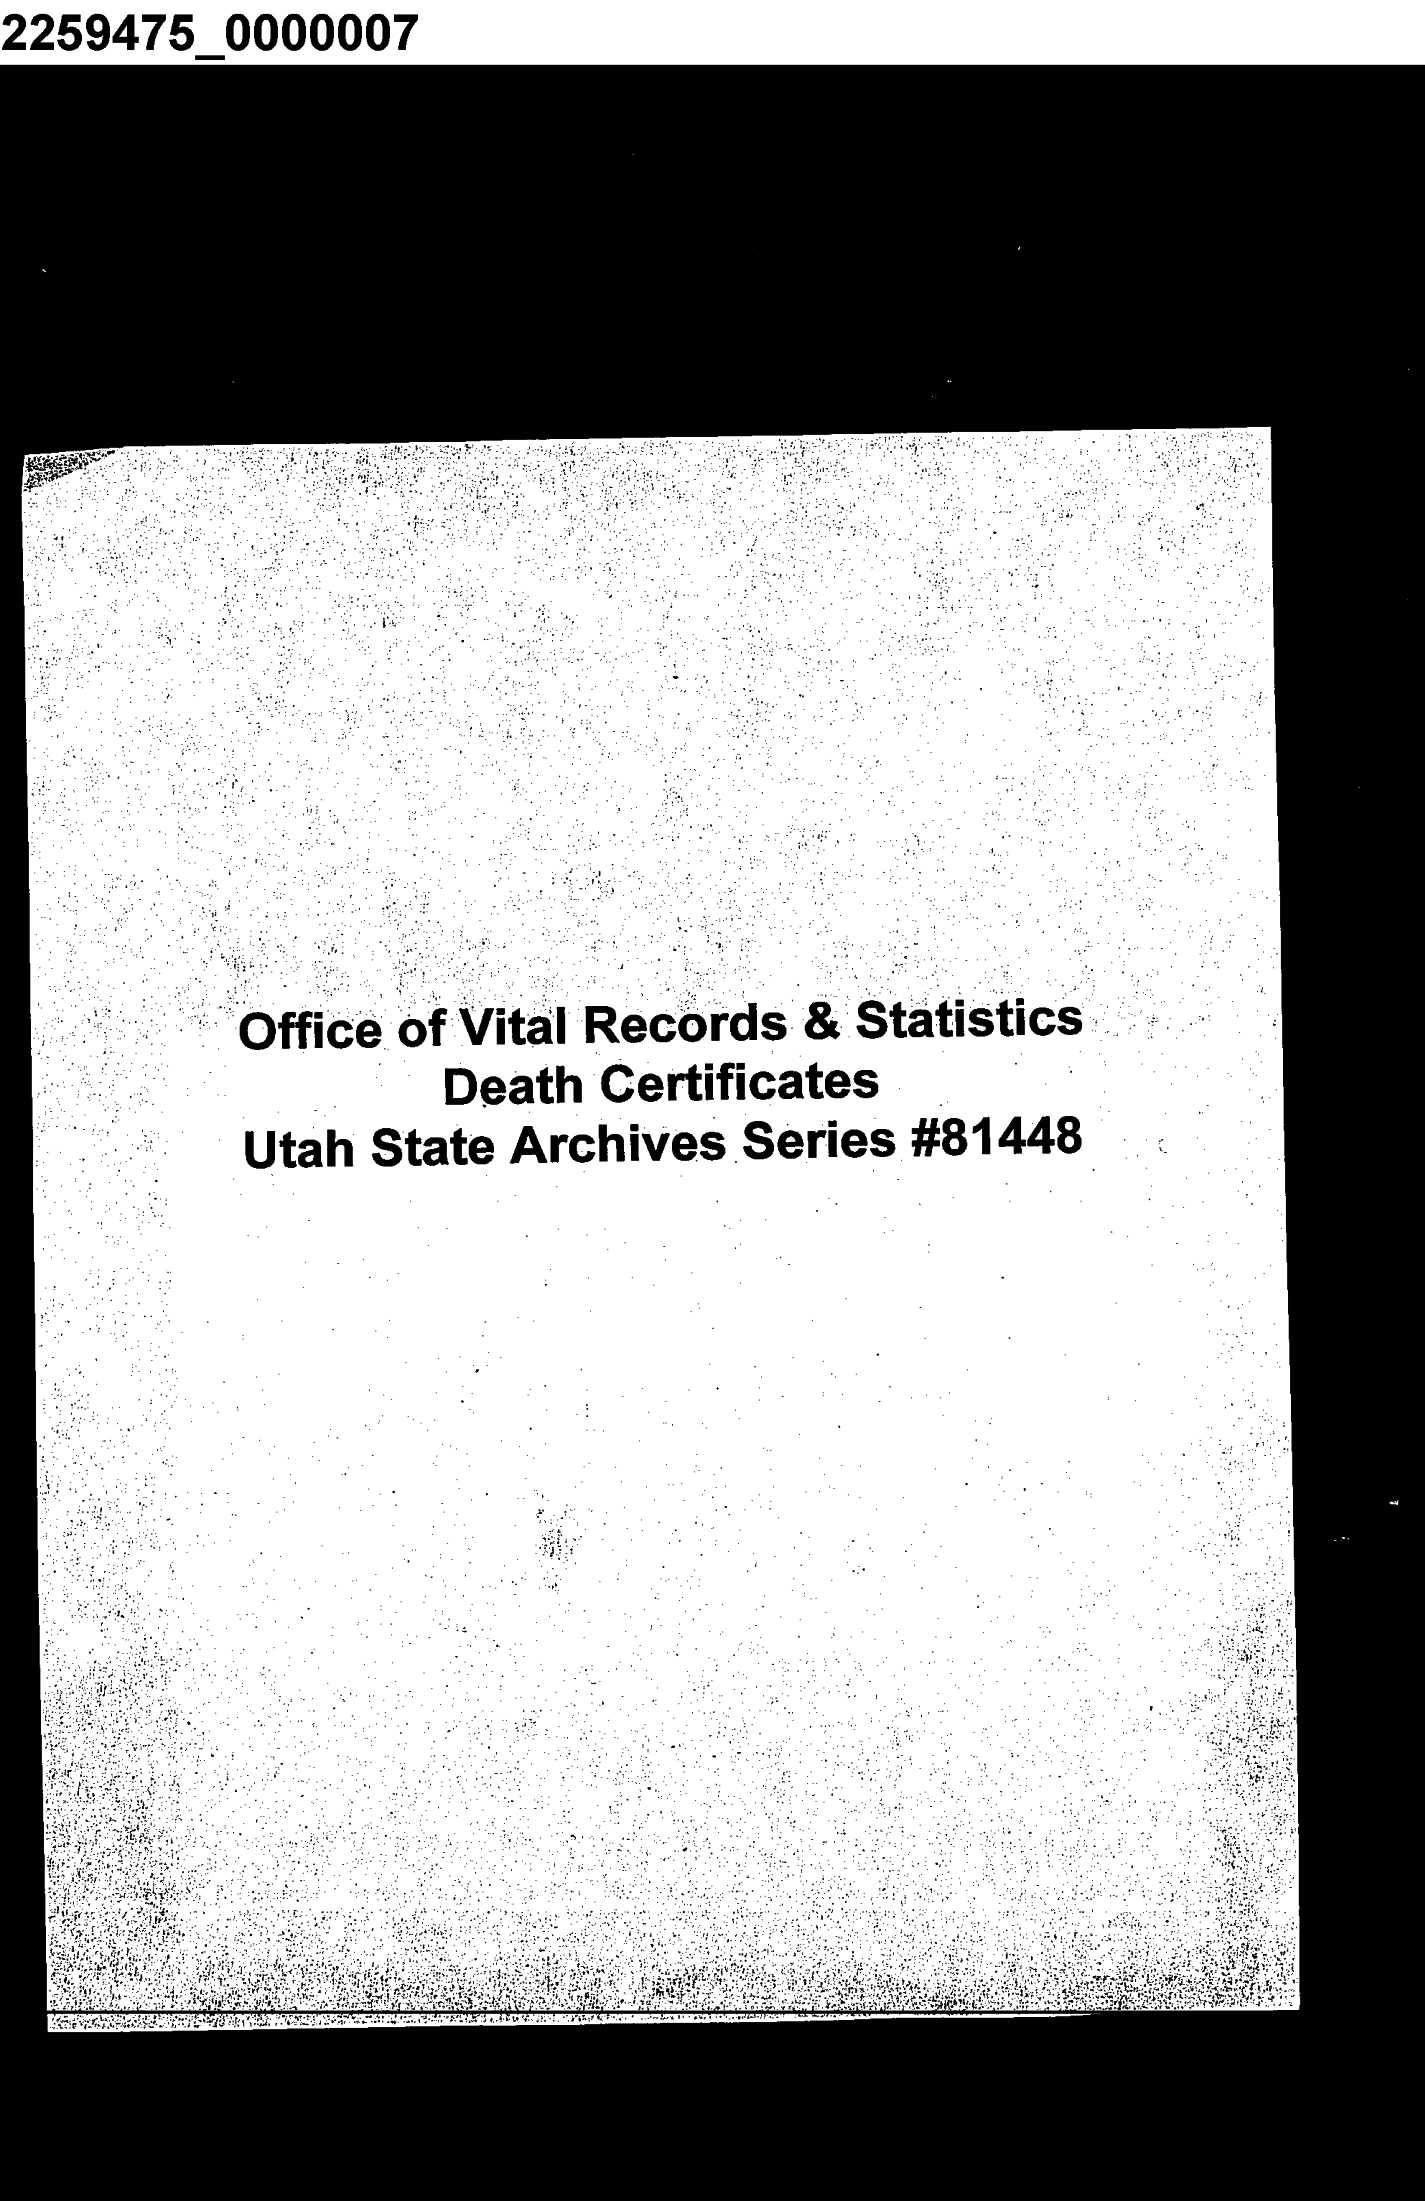 2259475_0000007
Office of Vital Records & Statistics
Death Certificates
Utah State Archives Series #81448